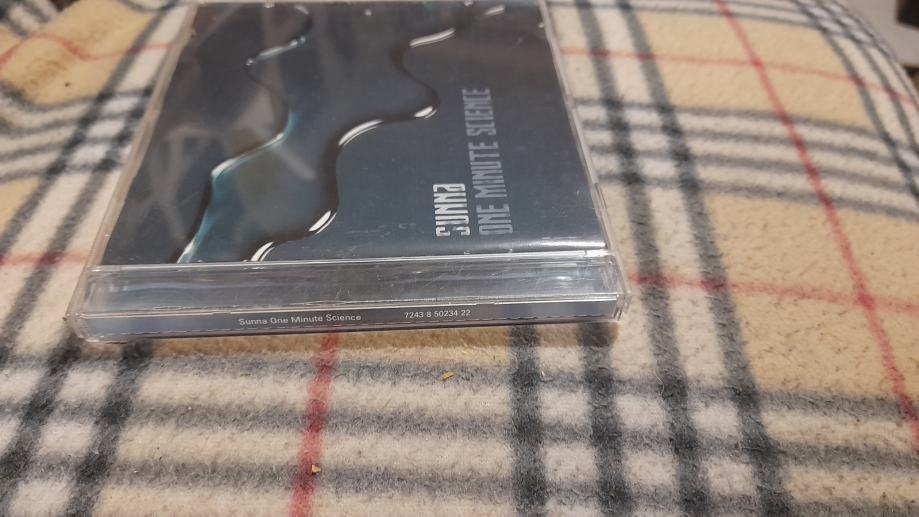 SUNNA
ONE MINUTE SCIENCE
Sunna One Minute Science 7243 8 50234 22